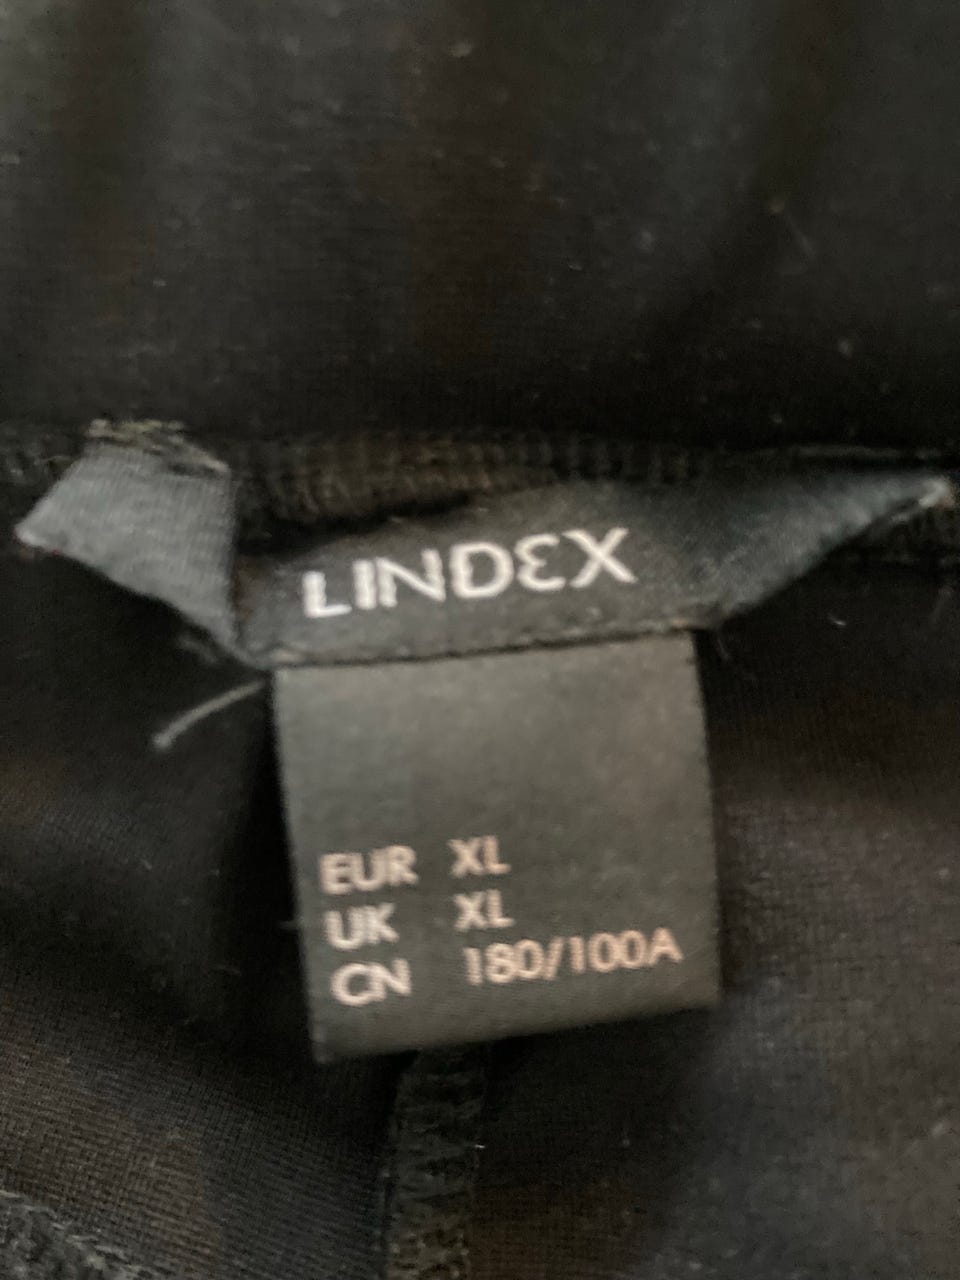 LINDEX
EUR XL
UK XL
CN 180/100A